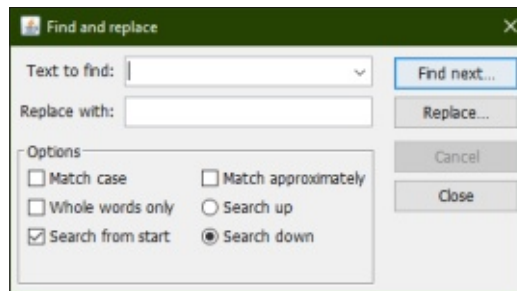 Find and replace
Text to find:
Find next...
Replace with:
Replace...
Options
Cancel
Match case
Match approximately
Close
Whole words only
Search up
Search from start
Search down